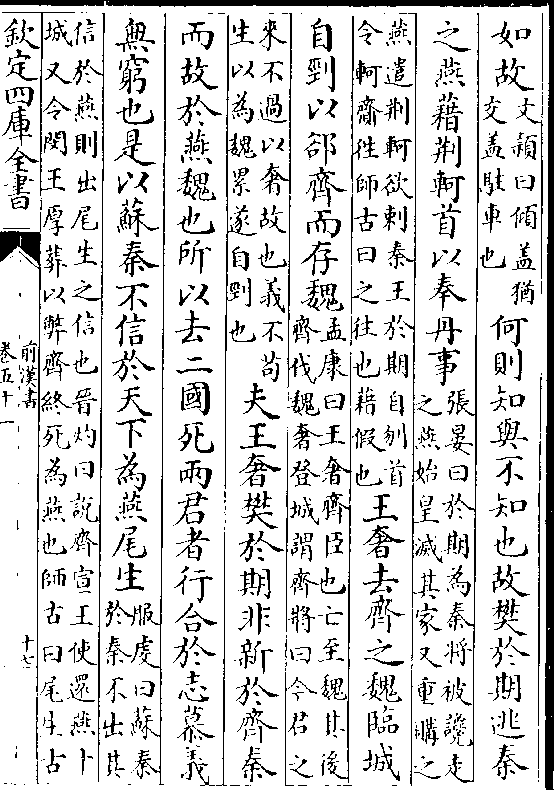 如故文頴曰傾蓋猶交蓋駐車也何則知與不知也故樊於期逃秦
之燕藉荆軻首以奉丹事張晏曰於期為秦將被讒走之燕始皇滅其家又重購之
燕遣荆軻欲刺秦王於期自刎首令軻齎徃師古曰之往也藉假也王奢去齊之魏臨城
自剄以郤齊而存魏孟康曰王奢齊臣也亡至魏其後齊伐魏奢登城謂齊將曰今君之
來不過以奢故也義不苟生以為魏累遂自剄也夫王奢樊於期非新於齊秦
而故於燕魏也所以去二國死兩君者行合於志慕義
無窮也是以蘇秦不信於天下為燕尾生服虔曰蘇秦於秦不出其
信於燕則出尾生之信也晉灼曰説齊宣王使還燕十城又令閔王厚葬以弊齊終死為燕也師古曰尾生古
欽定四庫全書
前漢書
卷五十一
十七